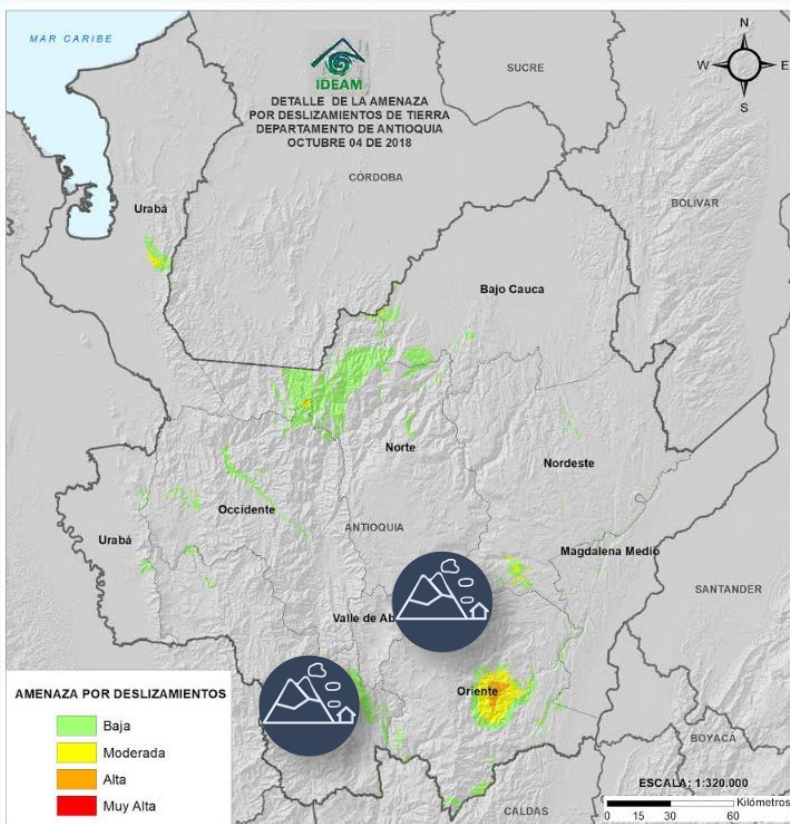 MAR CARIBE
N
W
E
S
SUCRE
IDEAM
DETALLE DE LA AMENAZA
POR DESLIZAMIENTOS DE TIERRA
DEPARTAMENTO DE ANTIOQUIA
OCTUBRE 04 DE 2018
CÓRDOBA
Urabá
BOLÍVAR
Bajo Cauca
Norte
Nordeste
Occidente
ANTIOQUIA
Urabá
Magdalena Medio
SANTANDER
Valle de Ab
Oriente
AMENAZA POR DESLIZAMIENTOS
Baja
Moderada
Alta
Muy Alta
BOYACÁ
CALDAS
ESCALA: 1:320.000
Kilómetros
0 15 30 60